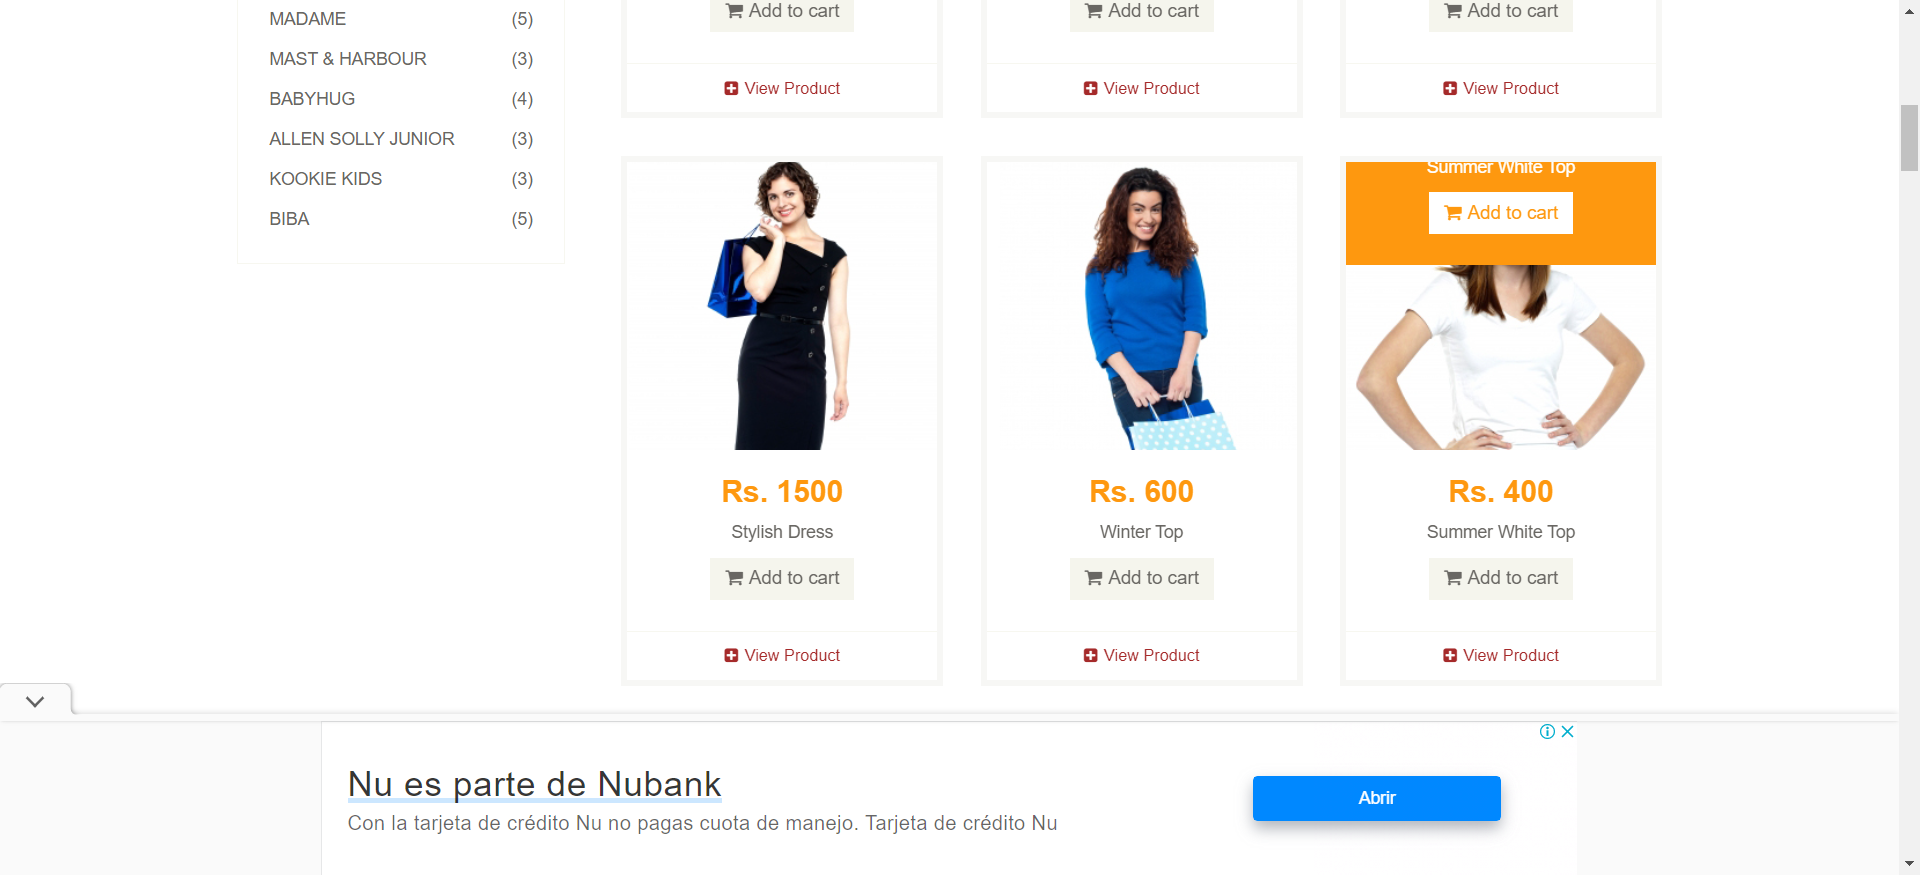 MADAME (5)
MAST & HARBOUR (3)
BABYHUG (4)
ALLEN SOLLY JUNIOR (3)
KOOKIE KIDS (3)
BIBA (5)
Add to cart Add to cart Add to cart
View Product View Product View Product
Summer White Top
Add to cart
Rs. 1500
Stylish Dress
Add to cart
View Product
Rs. 600
Winter Top
Add to cart
View Product
Rs. 400
Summer White Top
Add to cart
View Product
Nu es parte de Nubank
Con la tarjeta de crédito Nu no pagas cuota de manejo. Tarjeta de crédito Nu
Abrir